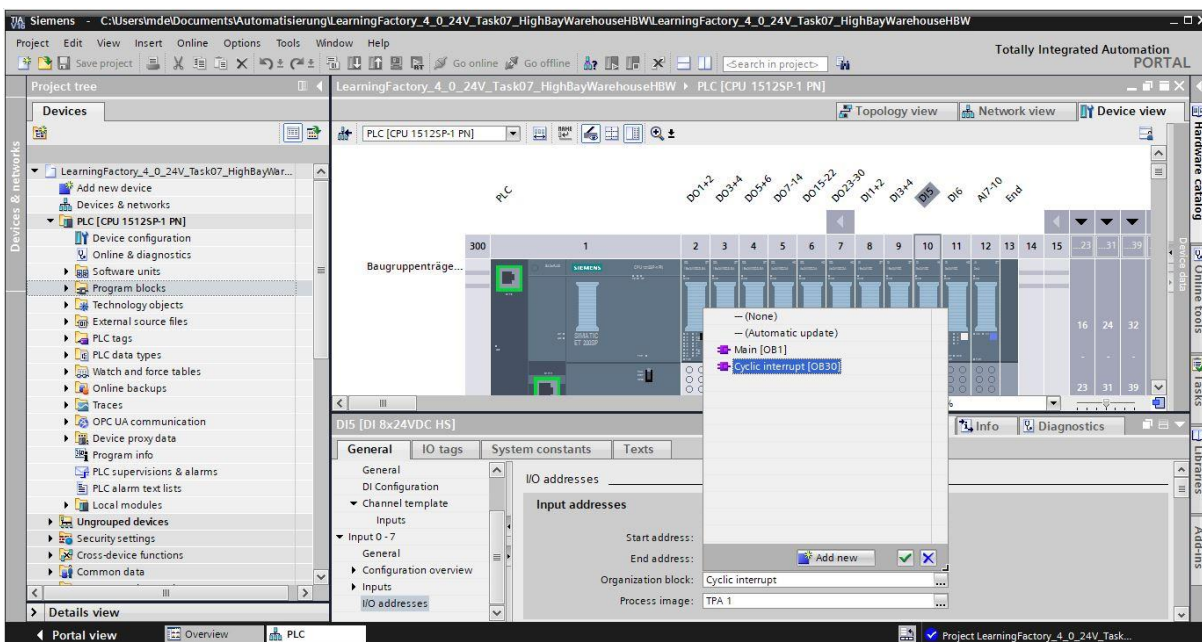 Siemens - C:\Users\mde\Documents\Automatisierung\LearningFactory_4_0_24V_Task07_HighBayWarehouseHBW\LearningFactory_4_0_24V_Task07_HighBayWarehouseHBW
Project Edit View Insert Online Options Tools Window Help
Totally Integrated Automation
PORTAL
Save project Go online Go offline <Search in project>
Project tree
LearningFactory_4_0_24V_Task07_HighBayWarehouseHBW PLC [CPU 1512SP-1 PN]
Devices
Topology view Network view Device view
PLC [CPU 1512SP-1 PN]
Devices & networks
LearningFactory_4_0_24V_Task07_HighBayWar...
Add new device
Devices & networks
PLC [CPU 1512SP-1 PN]
Device configuration
Online & diagnostics
Software units
Program blocks
Technology objects
External source files
PLC tags
PLC data types
Watch and force tables
Online backups
Traces
OPC UA communication
Device proxy data
Program info
PLC supervisions & alarms
PLC alarm text lists
Local modules
Ungrouped devices
Security settings
Cross-device functions
Common data
Details view
PLC DO1+2 DO3+4 DO5+6 DO7-14 DO15-22 DO23-30 DI1+2 DI3+4 DI5 DI6 AI7-10 End
300 1 2 3 4 5 6 7 8 9 10 11 12 13 14 15 ...23 ...31 ...39
Baugruppenträge...
SIEMENS
SIMATIC
ET 200SP
16 24 32
23 31 39
Device data
— (None)
— (Automatic update)
Main [OB1]
Cyclic interrupt [OB30]
Add new
DI5 [DI 8x24VDC HS]
Info Diagnostics
General IO tags System constants Texts
General
DI Configuration
Channel template
Inputs
Input 0 - 7
General
Configuration overview
Inputs
I/O addresses
I/O addresses
Input addresses
Start address:
End address:
Organization block: Cyclic interrupt ...
Process image: TPA 1 ...
Hardware catalog
Online tools
Tasks
Libraries
Add-ins
Portal view Overview PLC
Project LearningFactory_4_0_24V_Task...